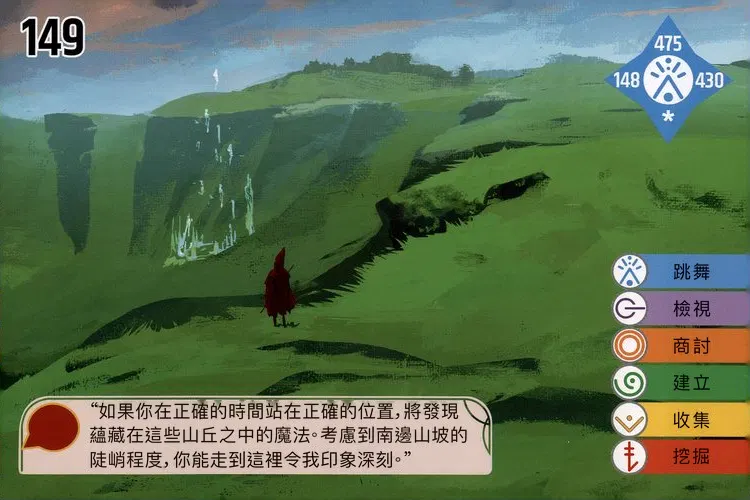 149
475
148
430
*
跳舞
檢視
商討
建立
收集
挖掘
“如果你在正確的時間站在正確的位置,將發現
蘊藏在這些山丘之中的魔法。考慮到南邊山坡的
陡峭程度,你能走到這裡令我印象深刻。”